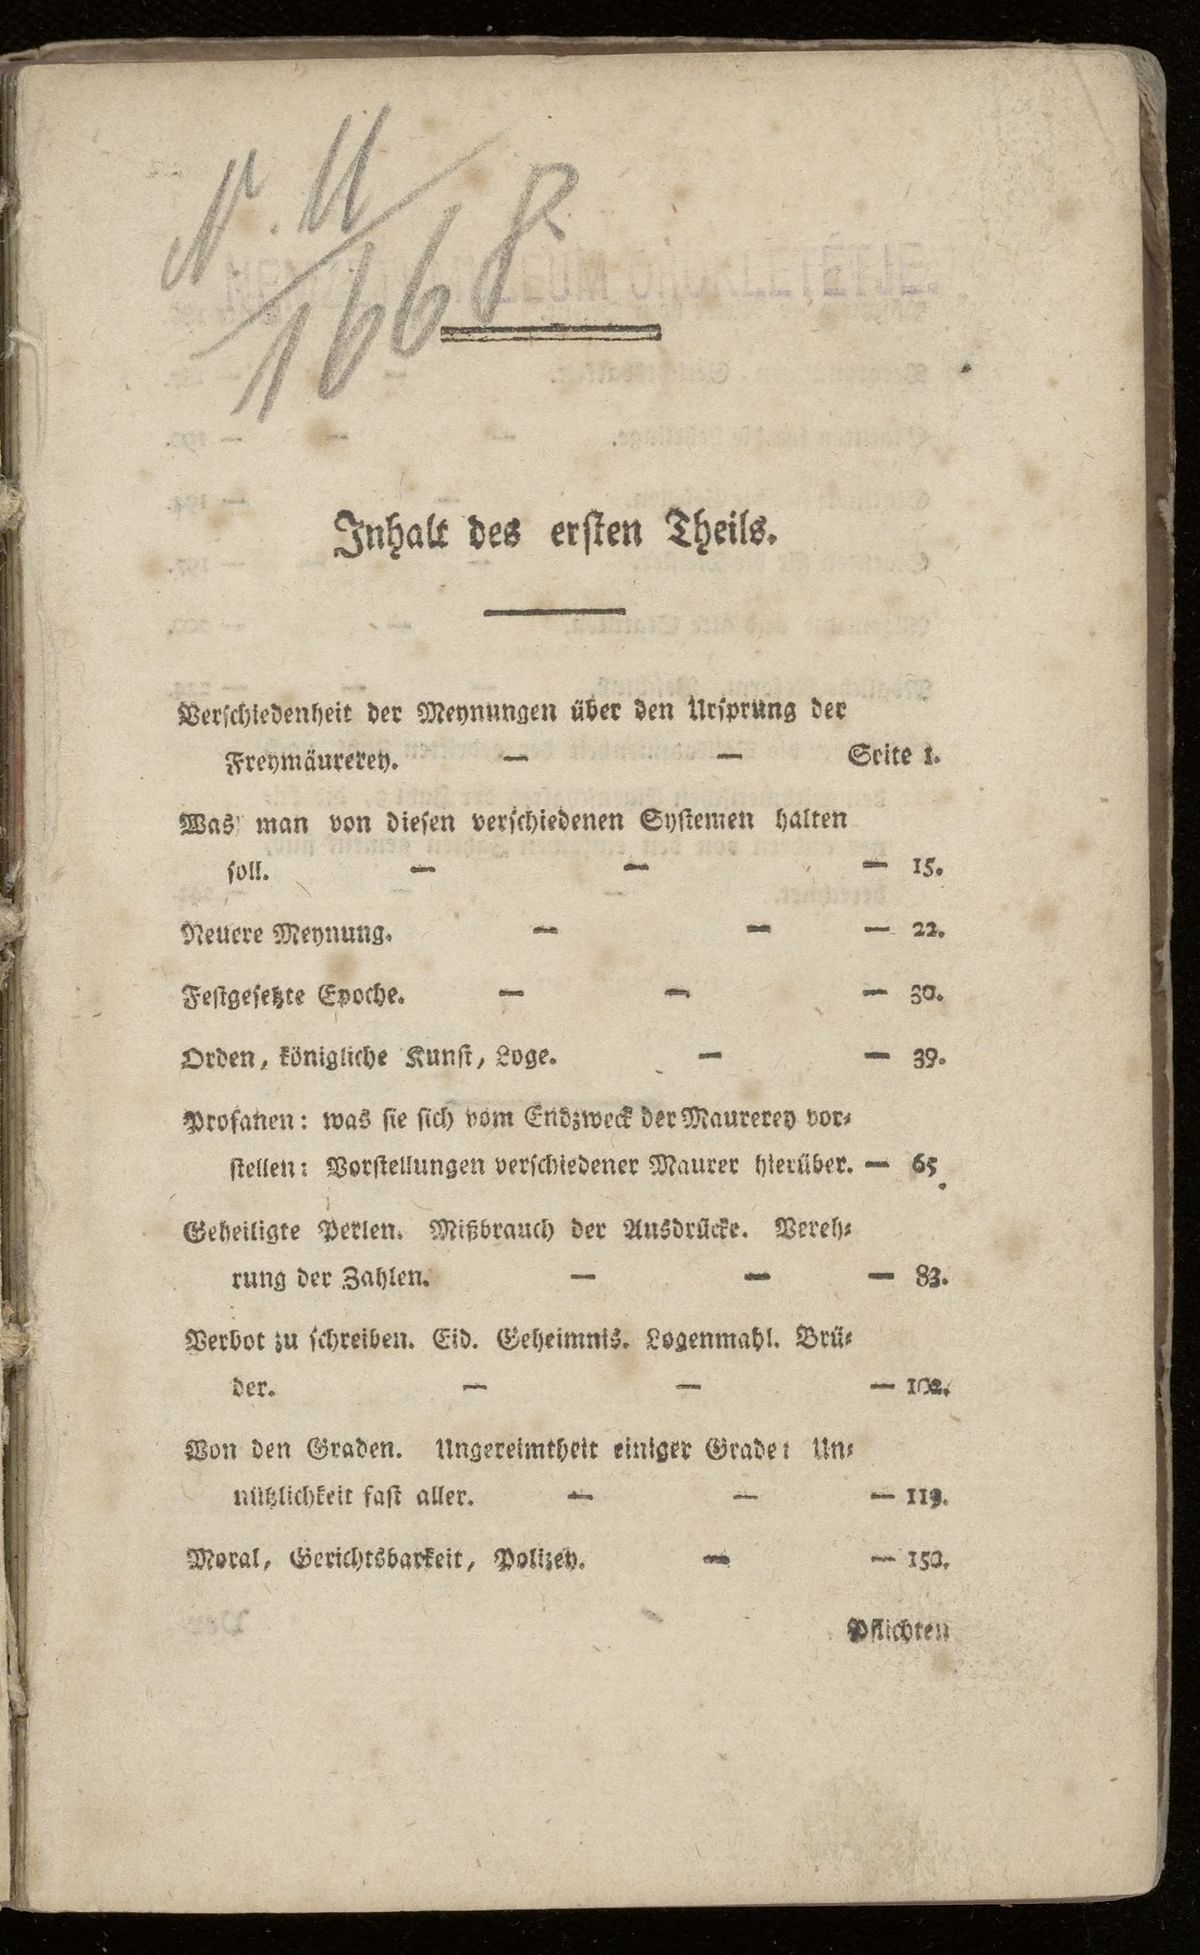 N. 11
1668
Inhalt des ersten Theils.
Verschiedenheit der Meynungen über den Ursprung der
Freymäurerey. — — Seite 1.
Was man von diesen verschiedenen Systemen halten
soll. — — — 15.
Neuere Meynung. — — — 22.
Festgesetzte Epoche. — — — 30.
Orden, königliche Kunst, Loge. — — 39.
Profanen: was sie sich vom Endzweck der Maurerey vor-
stellen: Vorstellungen verschiedener Maurer hierüber. — 65.
Geheiligte Perlen. Mißbrauch der Ausdrücke. Vereh-
rung der Zahlen. — — — 83.
Verbot zu schreiben. Eid. Geheimnis. Logenmahl. Brü-
der. — — — 102.
Von den Graden. Ungereimtheit einiger Grade: Un-
nützlichkeit fast aller. — — — 119.
Moral, Gerichtsbarkeit, Polizey. — — 150.
Pflichten